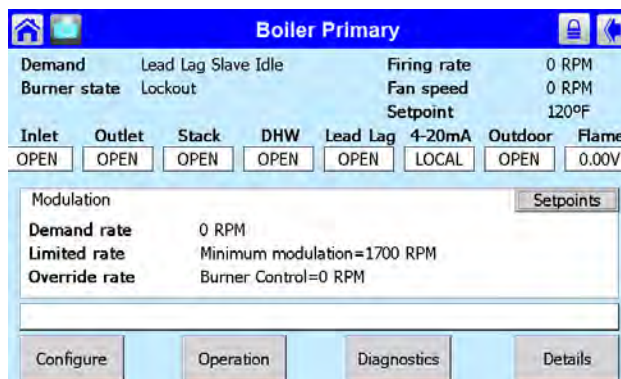 Boiler Primary
Demand Lead Lag Slave Idle Firing rate 0 RPM
Burner state Lockout Fan speed 0 RPM
Setpoint 120ºF
Inlet Outlet Stack DHW Lead Lag 4-20mA Outdoor Flame
OPEN OPEN OPEN OPEN OPEN LOCAL OPEN 0.00V
Modulation Setpoints
Demand rate 0 RPM
Limited rate Minimum modulation=1700 RPM
Override rate Burner Control=0 RPM
Configure Operation Diagnostics Details